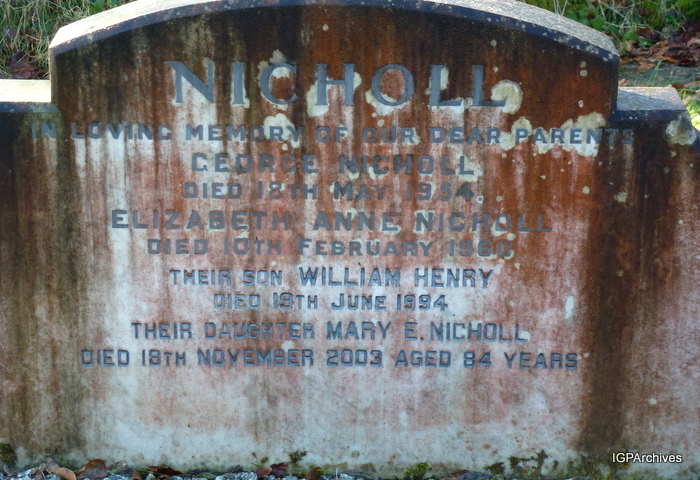 NICHOLL
IN LOVING MEMORY OF OUR DEAR PARENTS
GEORGE NICHOLL
DIED 12TH MAY 1954.
ELIZABETH ANNE NICHOLL
DIED 10TH FEBRUARY 1960.
THEIR SON WILLIAM HENRY
DIED 19TH JUNE 1994
THEIR DAUGHTER MARY E. NICHOLL
DIED 18TH NOVEMBER 2003 AGED 84 YEARS
IGPArchives